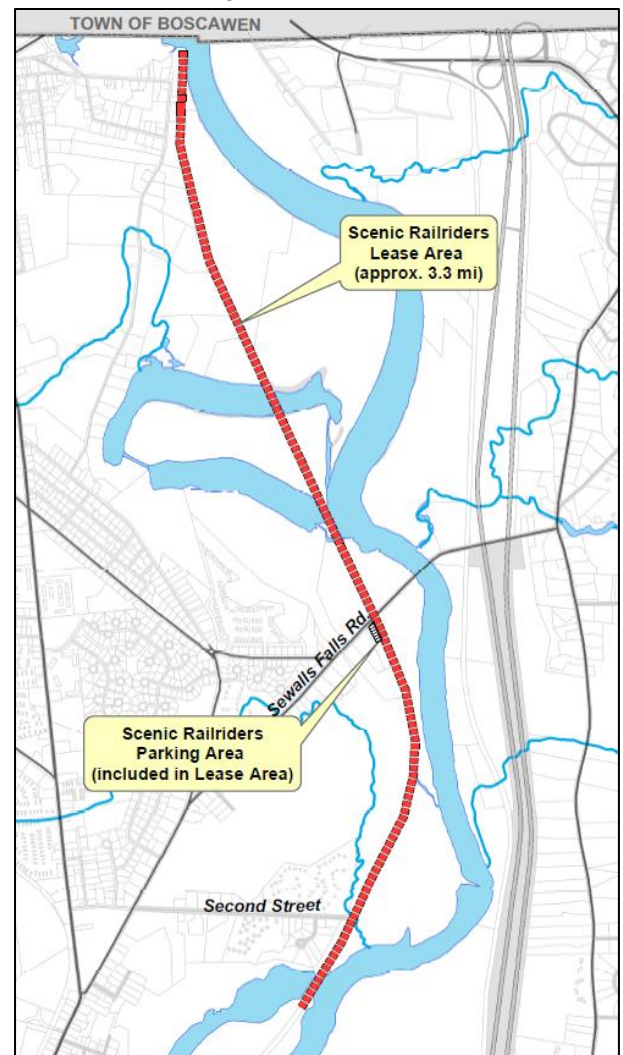 TOWN OF BOSCAWEN
Scenic Railriders
Lease Area
(approx. 3.3 mi)
Sewalls Falls Rd.
Scenic Railriders
Parking Area
(included in Lease Area)
Second Street